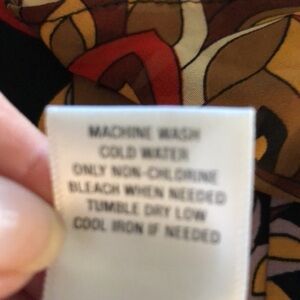 MACHINE WASH
COLD WATER
ONLY NON-CHLORINE
BLEACH WHEN NEEDED
TUMBLE DRY LOW
COOL IRON IF NEEDED